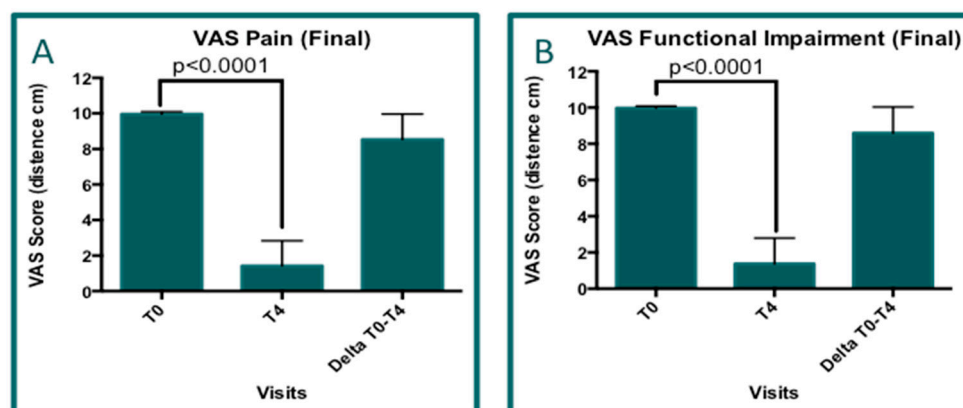 A
VAS Pain (Final)
p<0.0001
VAS Score (distence cm)
12
10
8
6
4
2
0
T0
T4
Delta T0-T4
Visits
B
VAS Functional Impairment (Final)
p<0.0001
VAS Score (distence cm)
12
10
8
6
4
2
0
T0
T4
Delta T0-T4
Visits